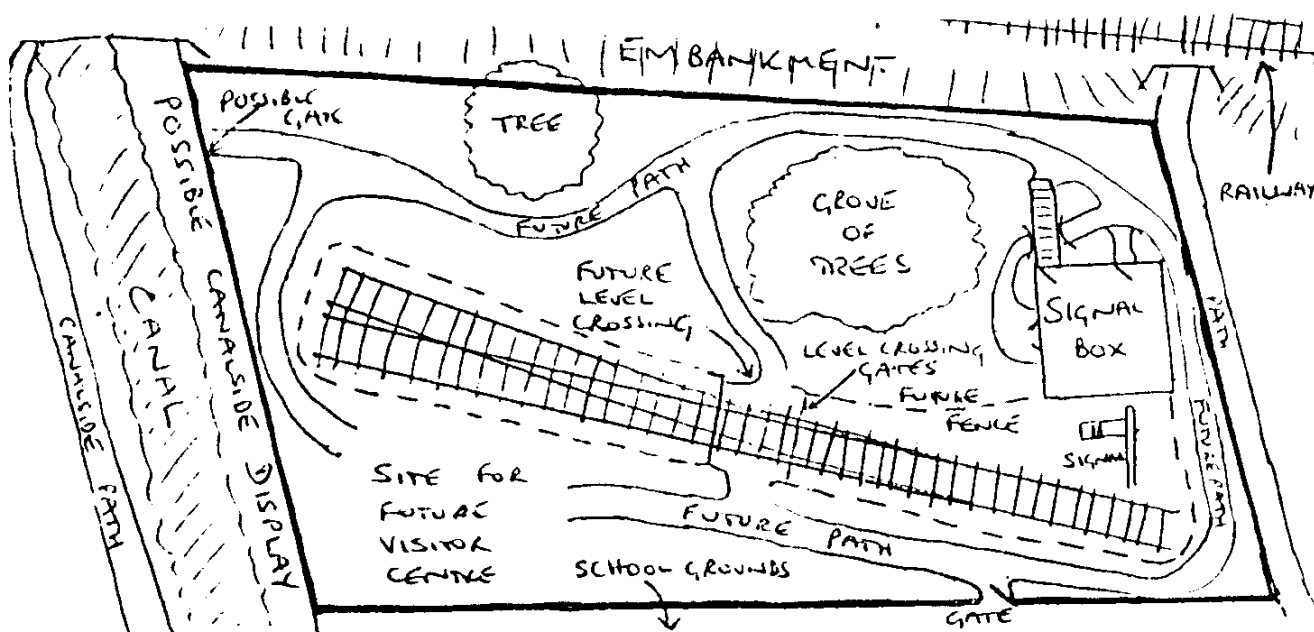 EMBANKMENT.
POSSIBLE
GATE
TREE
RAILWAY
GROVE
OF
TREES
FUTURE PATH
FUTURE
LEVEL
CROSSING
SIGNAL
BOX
LEVEL CROSSING
GATES
FUTURE
FENCE
SIGNAL
PATH
FUTURE PATH
CANALSIDE PATH
CANAL
POSSIBLE CANALSIDE DISPLAY
SITE FOR
FUTURE
VISITOR
CENTRE
FUTURE PATH
SCHOOL GROUNDS
GATE